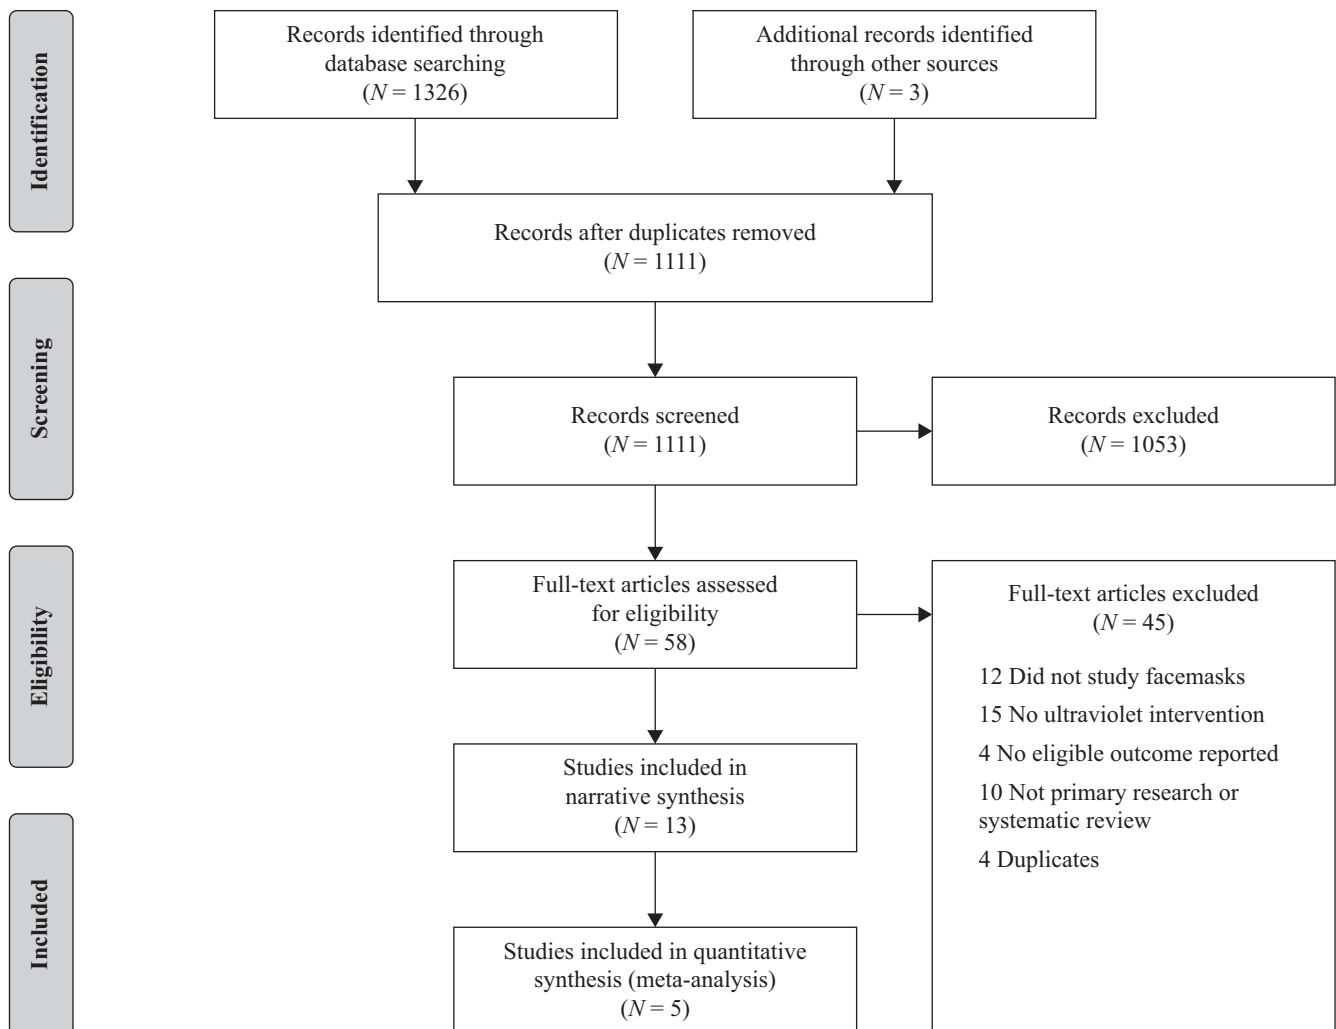 Identification
Records identified through
database searching
(N = 1326)
Additional records identified
through other sources
(N = 3)
Records after duplicates removed
(N = 1111)
Screening
Records screened
(N = 1111)
Records excluded
(N = 1053)
Eligibility
Full-text articles assessed
for eligibility
(N = 58)
Full-text articles excluded
(N = 45)
12 Did not study facemasks
15 No ultraviolet intervention
4 No eligible outcome reported
10 Not primary research or
systematic review
4 Duplicates
Studies included in
narrative synthesis
(N = 13)
Included
Studies included in quantitative
synthesis (meta-analysis)
(N = 5)